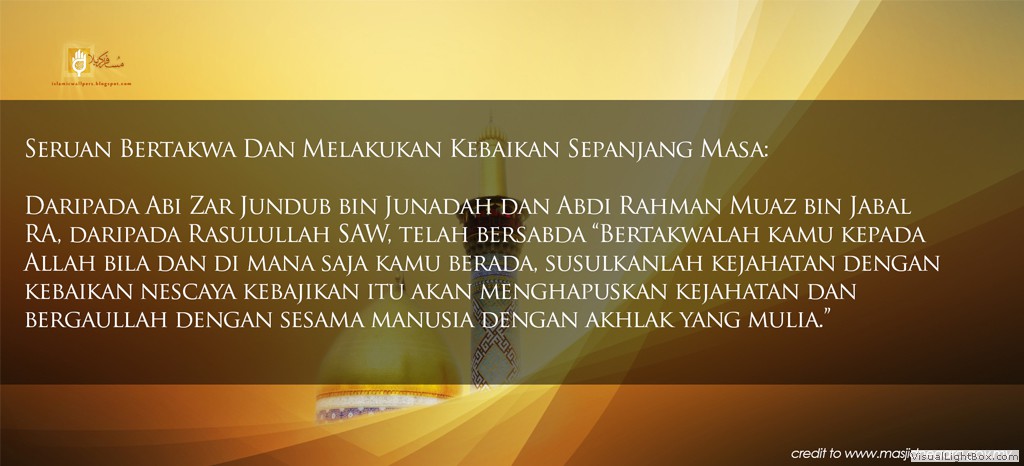 islamicwallpers.blogspot.com
SERUAN BERTAKWA DAN MELAKUKAN KEBAIKAN SEPANJANG MASA:
DARIPADA ABI ZAR JUNDUB BIN JUNADAH DAN ABDI RAHMAN MUAZ BIN JABAL
RA, DARIPADA RASULULLAH SAW, TELAH BERSABDA “BERTAKWALAH KAMU KEPADA
ALLAH BILA DAN DI MANA SAJA KAMU BERADA, SUSULKANLAH KEJAHATAN DENGAN
KEBAIKAN NESCAYA KEBAJIKAN ITU AKAN MENGHAPUSKAN KEJAHATAN DAN
BERGAULLAH DENGAN SESAMA MANUSIA DENGAN AKHLAK YANG MULIA.”
credit to
VisualLightBox.com